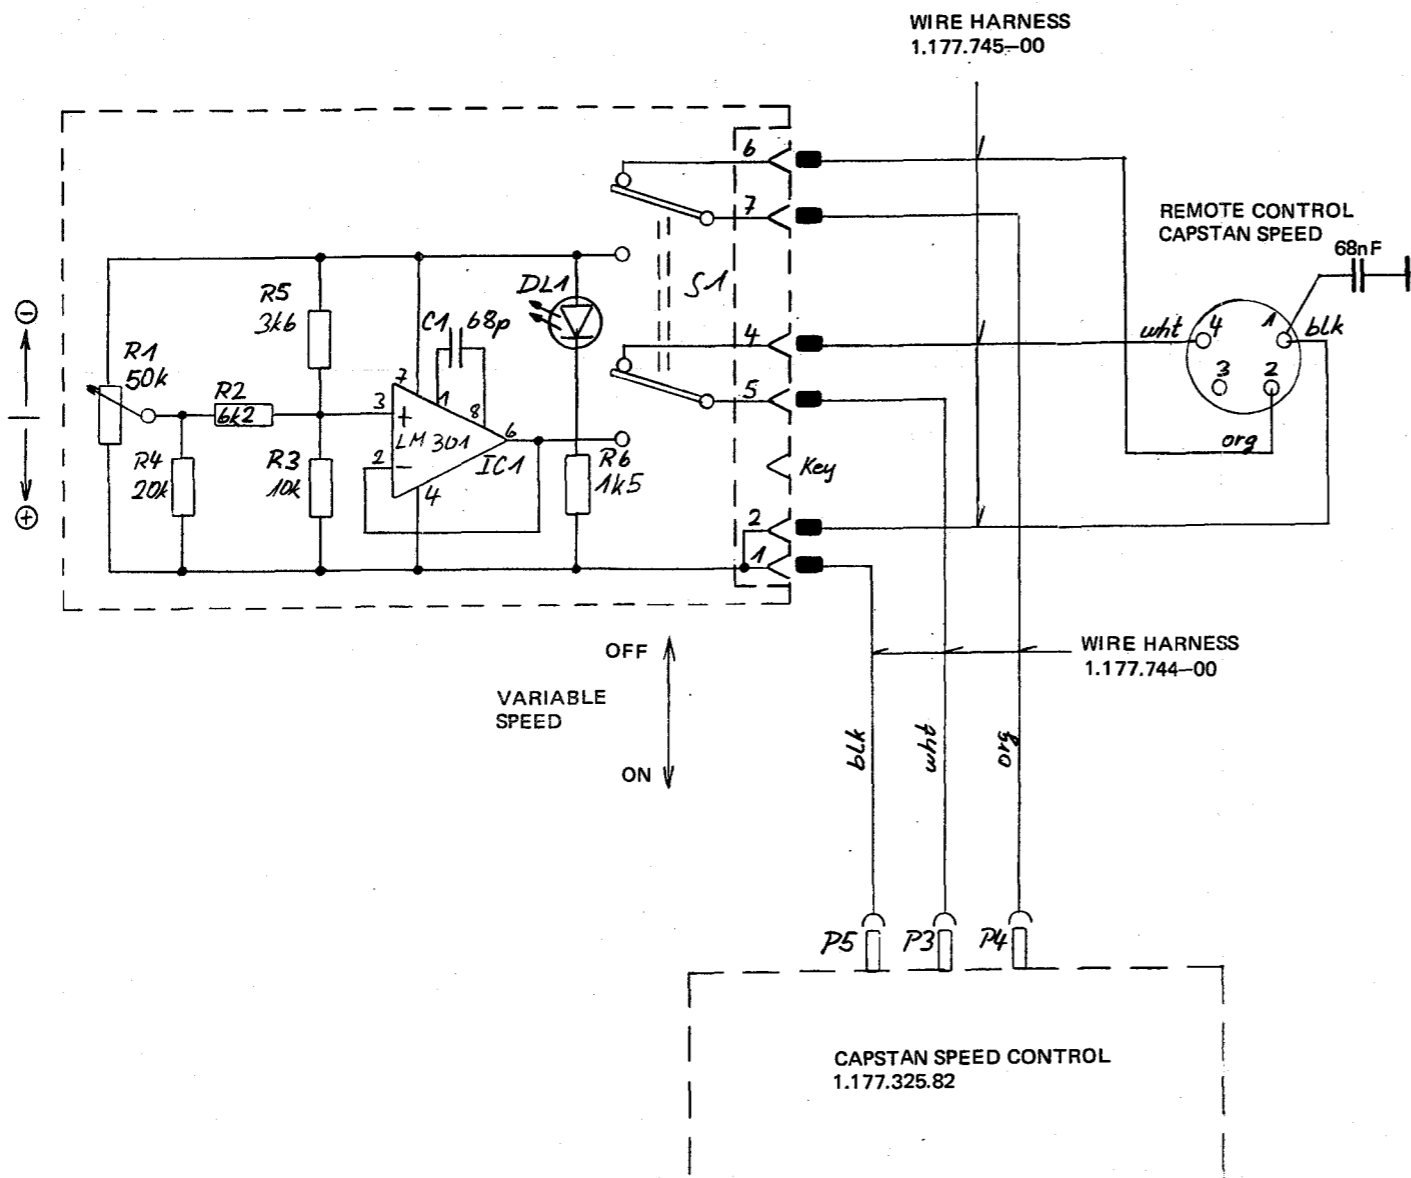 WIRE HARNESS
1.177.745–00
6
7
REMOTE CONTROL
CAPSTAN SPEED
68nF
S1
DL1
R5
3k6
C1 68p
4
wht 4
1 blk
3 2
⊖
R1
50k
R2
6k2
7
1
8
3
+
LM 301
6
2
–
IC1
4
5
R4
20k
R3
10k
R6
1k5
Key
org
2
1
⊕
OFF
VARIABLE
SPEED
ON
WIRE HARNESS
1.177.744–00
blk
wht
org
P5 P3 P4
CAPSTAN SPEED CONTROL
1.177.325.82